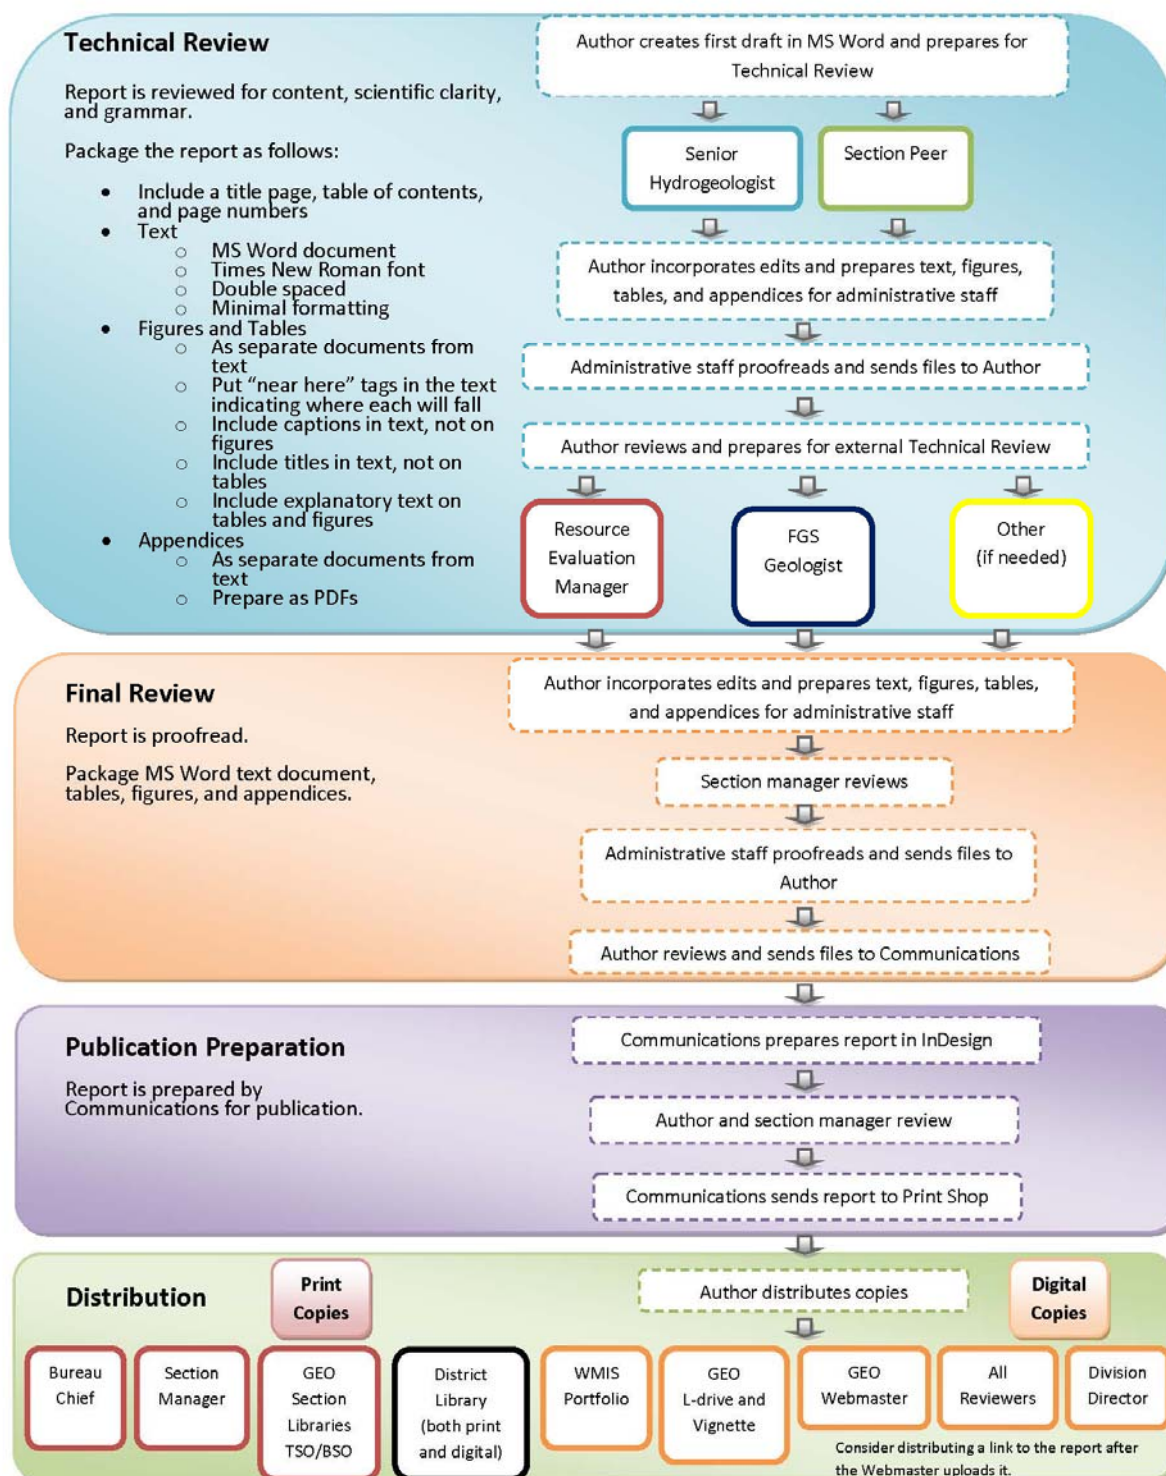 Technical Review
Report is reviewed for content, scientific clarity,
and grammar.
Package the report as follows:
• Include a title page, table of contents,
and page numbers
• Text
o MS Word document
o Times New Roman font
o Double spaced
o Minimal formatting
• Figures and Tables
o As separate documents from
text
o Put “near here” tags in the text
indicating where each will fall
o Include captions in text, not on
figures
o Include titles in text, not on
tables
o Include explanatory text on
tables and figures
• Appendices
o As separate documents from
text
o Prepare as PDFs
Author creates first draft in MS Word and prepares for
Technical Review
Senior
Hydrogeologist
Section Peer
Author incorporates edits and prepares text, figures,
tables, and appendices for administrative staff
Administrative staff proofreads and sends files to Author
Author reviews and prepares for external Technical Review
Resource
Evaluation
Manager
FGS
Geologist
Other
(if needed)
Final Review
Report is proofread.
Package MS Word text document,
tables, figures, and appendices.
Author incorporates edits and prepares text, figures, tables,
and appendices for administrative staff
Section manager reviews
Administrative staff proofreads and sends files to
Author
Author reviews and sends files to Communications
Publication Preparation
Report is prepared by
Communications for publication.
Communications prepares report in InDesign
Author and section manager review
Communications sends report to Print Shop
Distribution
Print
Copies
Author distributes copies
Digital
Copies
Bureau
Chief
Section
Manager
GEO
Section
Libraries
TSO/BSO
District
Library
(both print
and digital)
WMIS
Portfolio
GEO
L-drive and
Vignette
GEO
Webmaster
All
Reviewers
Division
Director
Consider distributing a link to the report after
the Webmaster uploads it.